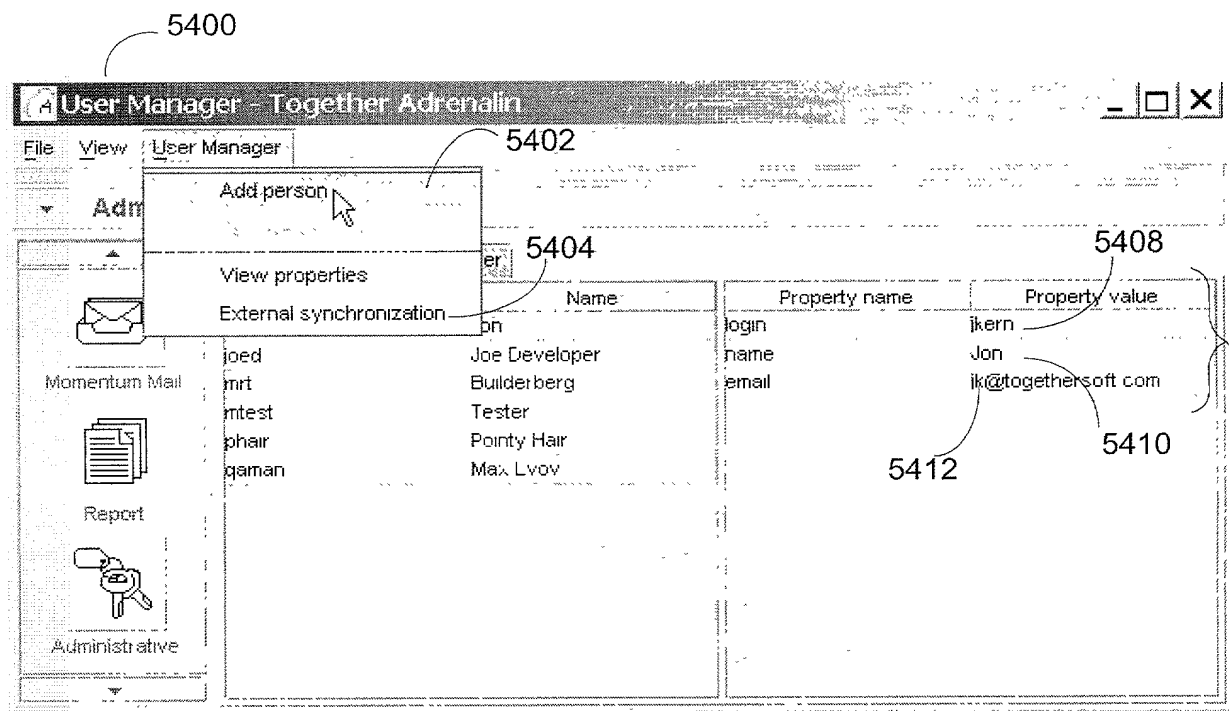 5400
User Manager - Together Adrenalin
File View User Manager
5402
Add person
Adm
5404
5408
er
View properties
External synchronization
Name
Property name Property value
on
login jkern
joed Joe Developer
name Jon
mrt Builderberg
email jk@togethersoft com
mtest Tester
phair Pointy Hair
qaman Max Lvov
5410
5412
Momentum Mail
Report
Administrative